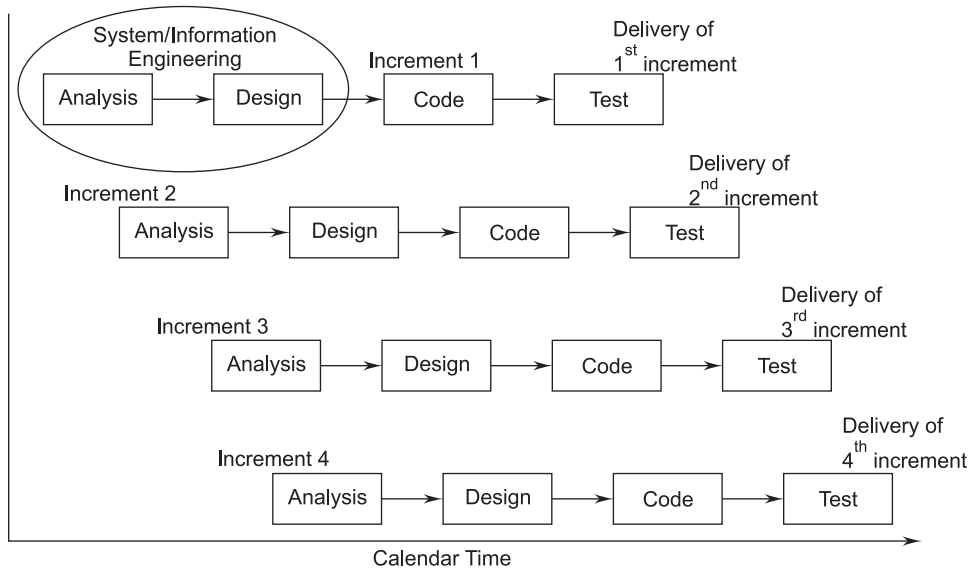 System/Information
Engineering
Analysis
Design
Increment 1
Code
Delivery of
1st increment
Test
Increment 2
Analysis
Design
Code
Delivery of
2nd increment
Test
Increment 3
Analysis
Design
Code
Delivery of
3rd increment
Test
Increment 4
Analysis
Design
Code
Delivery of
4th increment
Test
Calendar Time